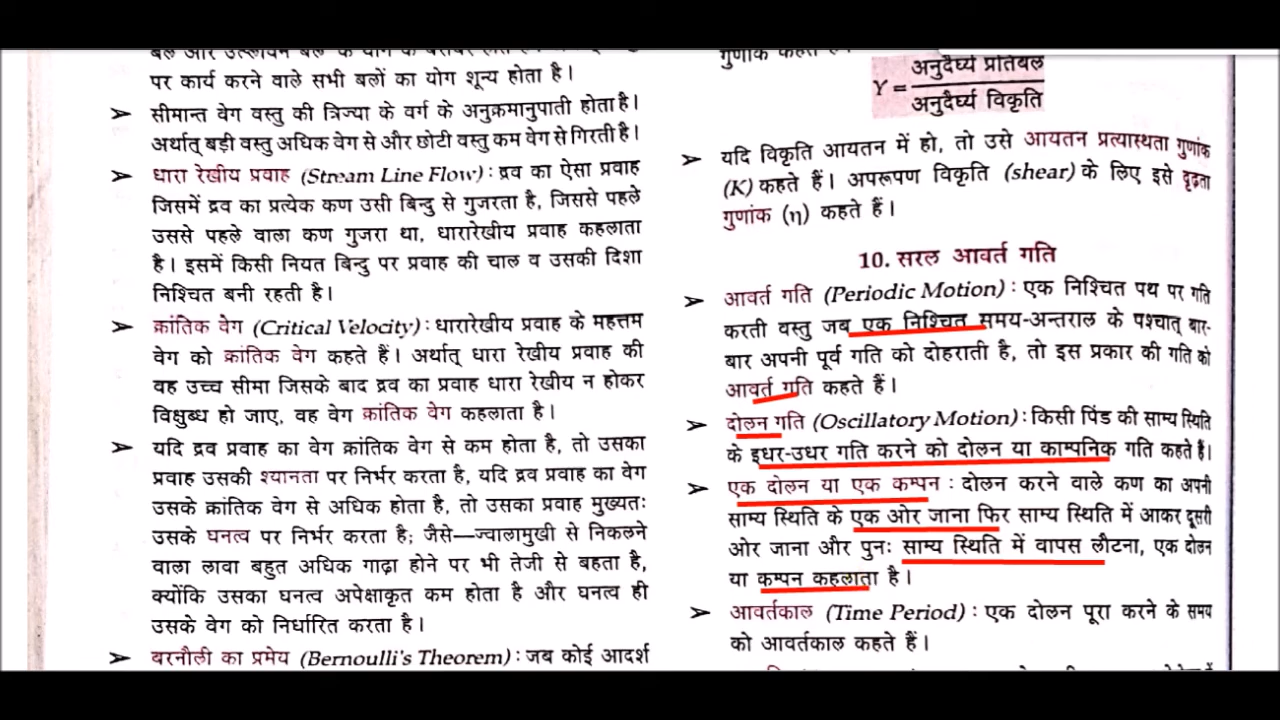 पर कार्य करने वाले सभी बलों का योग शून्य होता है।
➢ सीमान्त वेग वस्तु की त्रिज्या के वर्ग के अनुक्रमानुपाती होता है।
अर्थात् बड़ी वस्तु अधिक वेग से और छोटी वस्तु कम वेग से गिरती है।
➢ धारा रेखीय प्रवाह (Stream Line Flow) : द्रव का ऐसा प्रवाह
जिसमें द्रव का प्रत्येक कण उसी बिन्दु से गुजरता है, जिससे पहले
उससे पहले वाला कण गुजरा था, धारारेखीय प्रवाह कहलाता
है। इसमें किसी नियत बिन्दु पर प्रवाह की चाल व उसकी दिशा
निश्चित बनी रहती है।
➢ क्रांतिक वेग (Critical Velocity) : धारारेखीय प्रवाह के महत्तम
वेग को क्रांतिक वेग कहते हैं। अर्थात् धारा रेखीय प्रवाह की
वह उच्च सीमा जिसके बाद द्रव का प्रवाह धारा रेखीय न होकर
विक्षुब्ध हो जाए, वह वेग क्रांतिक वेग कहलाता है।
➢ यदि द्रव प्रवाह का वेग क्रांतिक वेग से कम होता है, तो उसका
प्रवाह उसकी श्यानता पर निर्भर करता है, यदि द्रव प्रवाह का वेग
उसके क्रांतिक वेग से अधिक होता है, तो उसका प्रवाह मुख्यतः
उसके घनत्व पर निर्भर करता है; जैसे—ज्वालामुखी से निकलने
वाला लावा बहुत अधिक गाढ़ा होने पर भी तेजी से बहता है,
क्योंकि उसका घनत्व अपेक्षाकृत कम होता है और घनत्व ही
उसके वेग को निर्धारित करता है।
➢ बरनौली का प्रमेय (Bernoulli's Theorem) : जब कोई आदर्श
गुणांक कहते हैं।
Y = अनुदैर्घ्य प्रतिबल
अनुदैर्घ्य विकृति
➢ यदि विकृति आयतन में हो, तो उसे आयतन प्रत्यास्थता गुणांक
(K) कहते हैं। अपरूपण विकृति (shear) के लिए इसे दृढ़ता
गुणांक (η) कहते हैं।
10. सरल आवर्त गति
➢ आवर्त गति (Periodic Motion) : एक निश्चित पथ पर गति
करती वस्तु जब एक निश्चित समय-अन्तराल के पश्चात् बार-
बार अपनी पूर्व गति को दोहराती है, तो इस प्रकार की गति को
आवर्त गति कहते हैं।
➢ दोलन गति (Oscillatory Motion) : किसी पिंड की साम्य स्थिति
के इधर-उधर गति करने को दोलन या काम्पनिक गति कहते हैं।
➢ एक दोलन या एक कम्पन : दोलन करने वाले कण का अपनी
साम्य स्थिति के एक ओर जाना फिर साम्य स्थिति में आकर दूसरी
ओर जाना और पुनः साम्य स्थिति में वापस लौटना, एक दोलन
या कम्पन कहलाता है।
➢ आवर्तकाल (Time Period) : एक दोलन पूरा करने के समय
को आवर्तकाल कहते हैं।